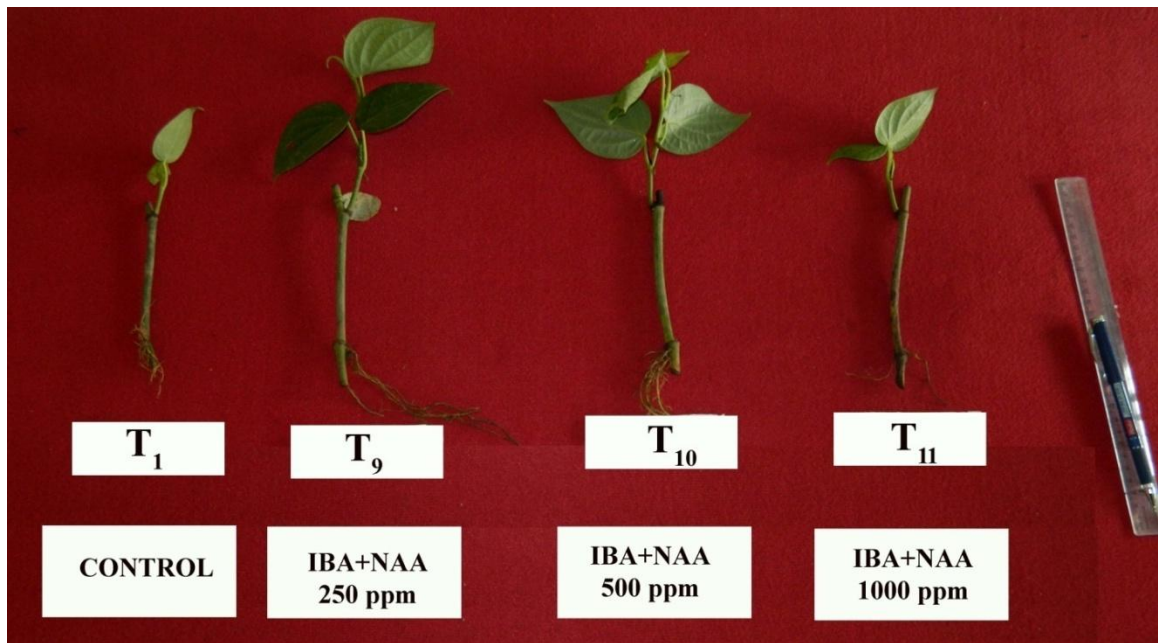 T1
T9
T10
T11
CONTROL
IBA+NAA
250 ppm
IBA+NAA
500 ppm
IBA+NAA
1000 ppm